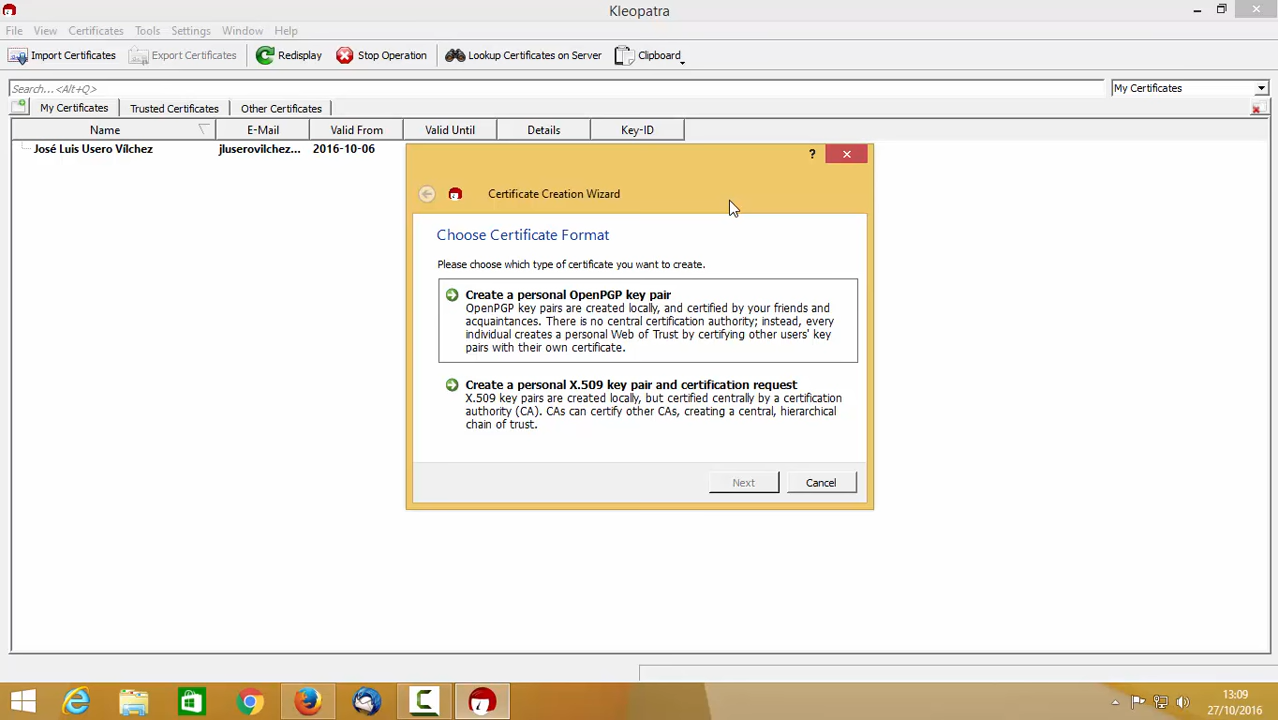 Kleopatra
File View Certificates Tools Settings Window Help
Import Certificates Export Certificates Redisplay Stop Operation Lookup Certificates on Server Clipboard
Search...<Alt+Q> My Certificates
My Certificates Trusted Certificates Other Certificates
Name E-Mail Valid From Valid Until Details Key-ID
José Luis Usero Vílchez jluserovilchez... 2016-10-06
?
Certificate Creation Wizard
Choose Certificate Format
Please choose which type of certificate you want to create.
Create a personal OpenPGP key pair
OpenPGP key pairs are created locally, and certified by your friends and
acquaintances. There is no central certification authority; instead, every
individual creates a personal Web of Trust by certifying other users' key
pairs with their own certificate.
Create a personal X.509 key pair and certification request
X.509 key pairs are created locally, but certified centrally by a certification
authority (CA). CAs can certify other CAs, creating a central, hierarchical
chain of trust.
Next Cancel
13:09
27/10/2016